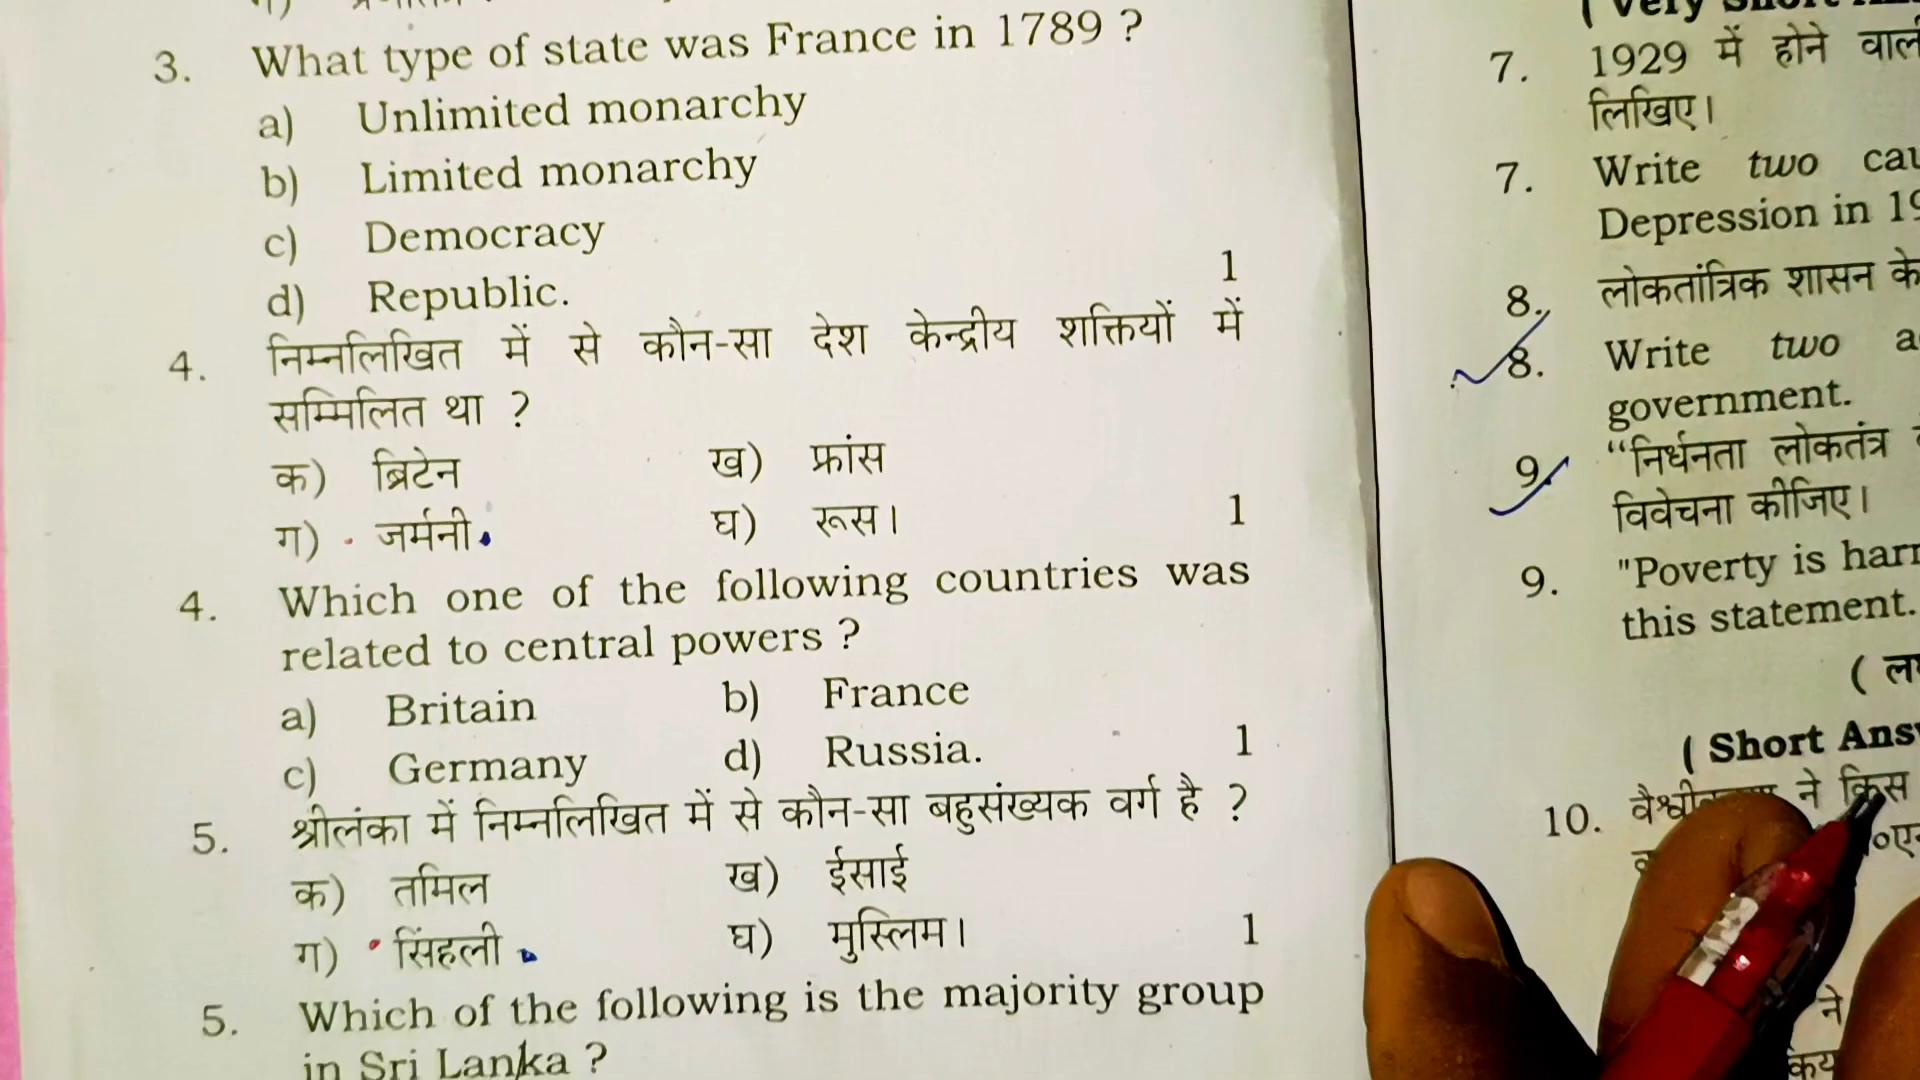 3. What type of state was France in 1789 ?
a) Unlimited monarchy
b) Limited monarchy
c) Democracy
d) Republic. 1
4. निम्नलिखित में से कौन-सा देश केन्द्रीय शक्तियों में
सम्मिलित था ?
क) ब्रिटेन ख) फ्रांस
ग) जर्मनी घ) रूस। 1
4. Which one of the following countries was
related to central powers ?
a) Britain b) France
c) Germany d) Russia. 1
5. श्रीलंका में निम्नलिखित में से कौन-सा बहुसंख्यक वर्ग है ?
क) तमिल ख) ईसाई
ग) सिंहली घ) मुस्लिम। 1
5. Which of the following is the majority group
in Sri Lanka ?
( Very Short
7. 1929 में होने
लिखिए।
7. Write two
Depression in
8. लोकतांत्रिक शासन के
8. Write two
government.
9. “निर्धनता लोकतंत्र
विवेचना कीजिए।
9. "Poverty is
this statement.
(
( Short
10. ने किस
ने